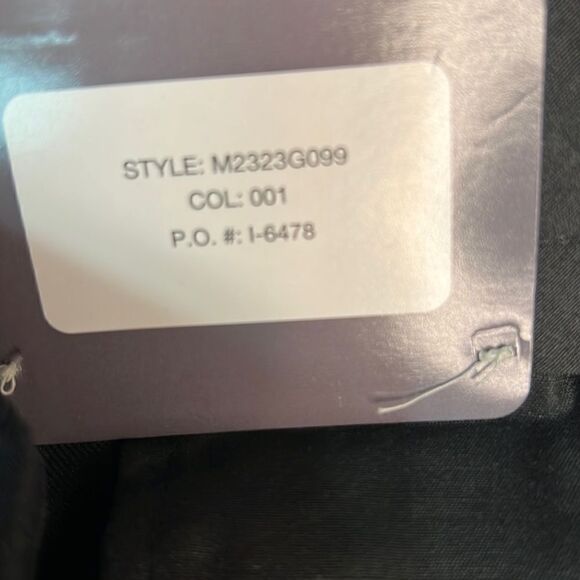 STYLE: M2323G099
COL: 001
P.O. #: I-6478